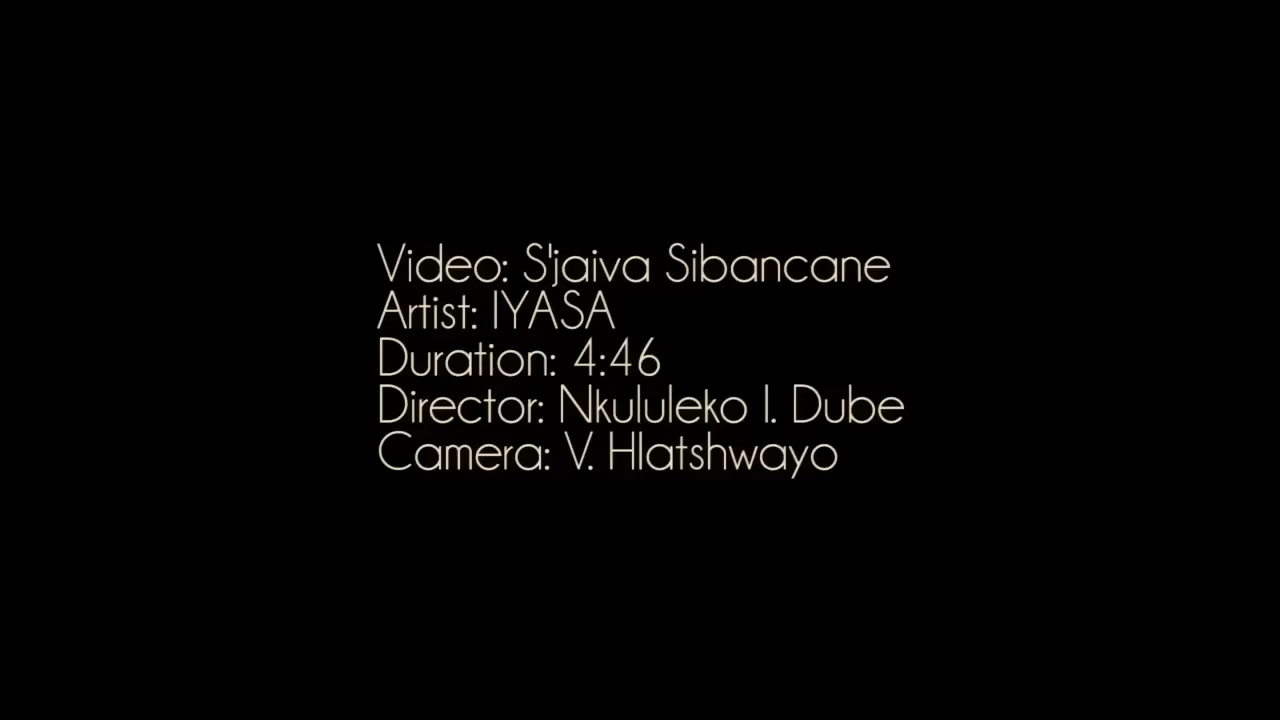 Video: S'jaiva Sibancane
Artist: IYASA
Duration: 4:46
Director: Nkululeko I. Dube
Camera: V. Hlatshwayo